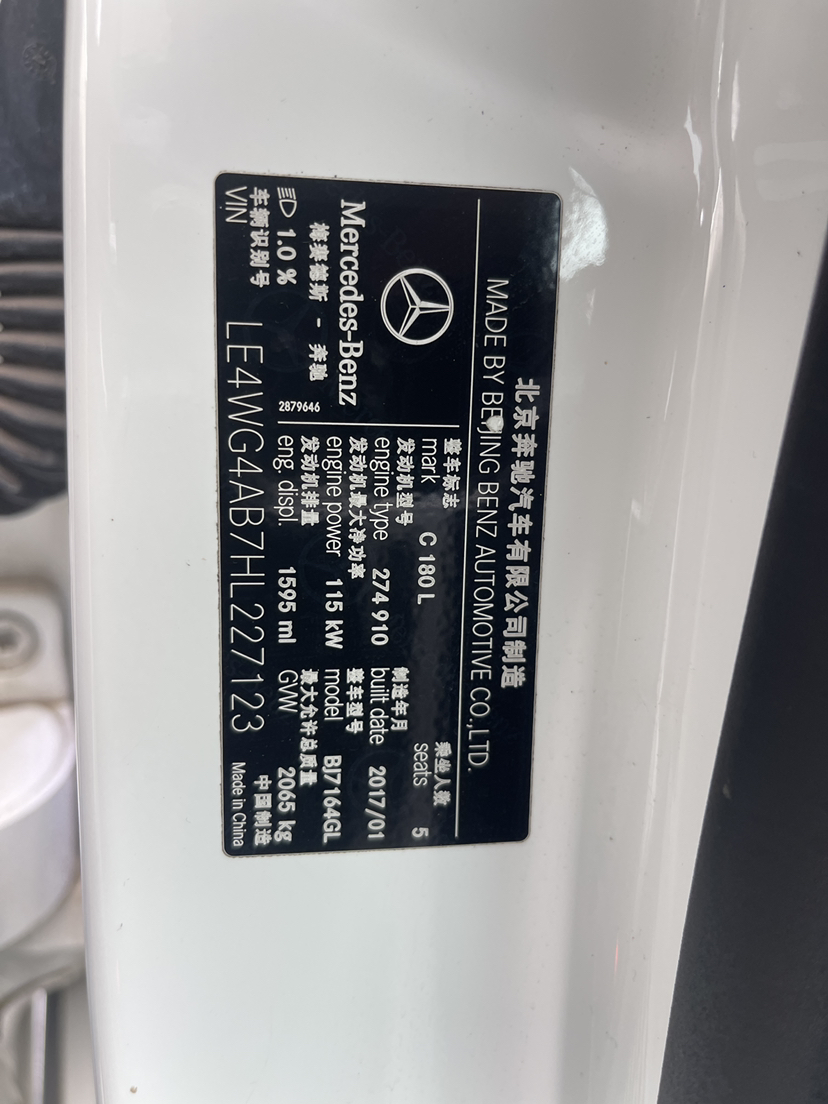 北京奔驰汽车有限公司制造
MADE BY BEIJING BENZ AUTOMOTIVE CO.,LTD.
Mercedes-Benz
梅赛德斯 - 奔驰
1.0 %
2879646
整车标志
mark C 180 L
乘坐人数
seats 5
发动机型号
engine type 274 910
制造年月
built date 2017/01
发动机最大净功率
engine power 115 kW
整车型号
model BJ7164GL
发动机排量
eng. displ. 1595 ml
最大允许总质量
GVW 2065 kg
车辆识别号
VIN LE4WG4AB7HL227123
中国制造
Made in China